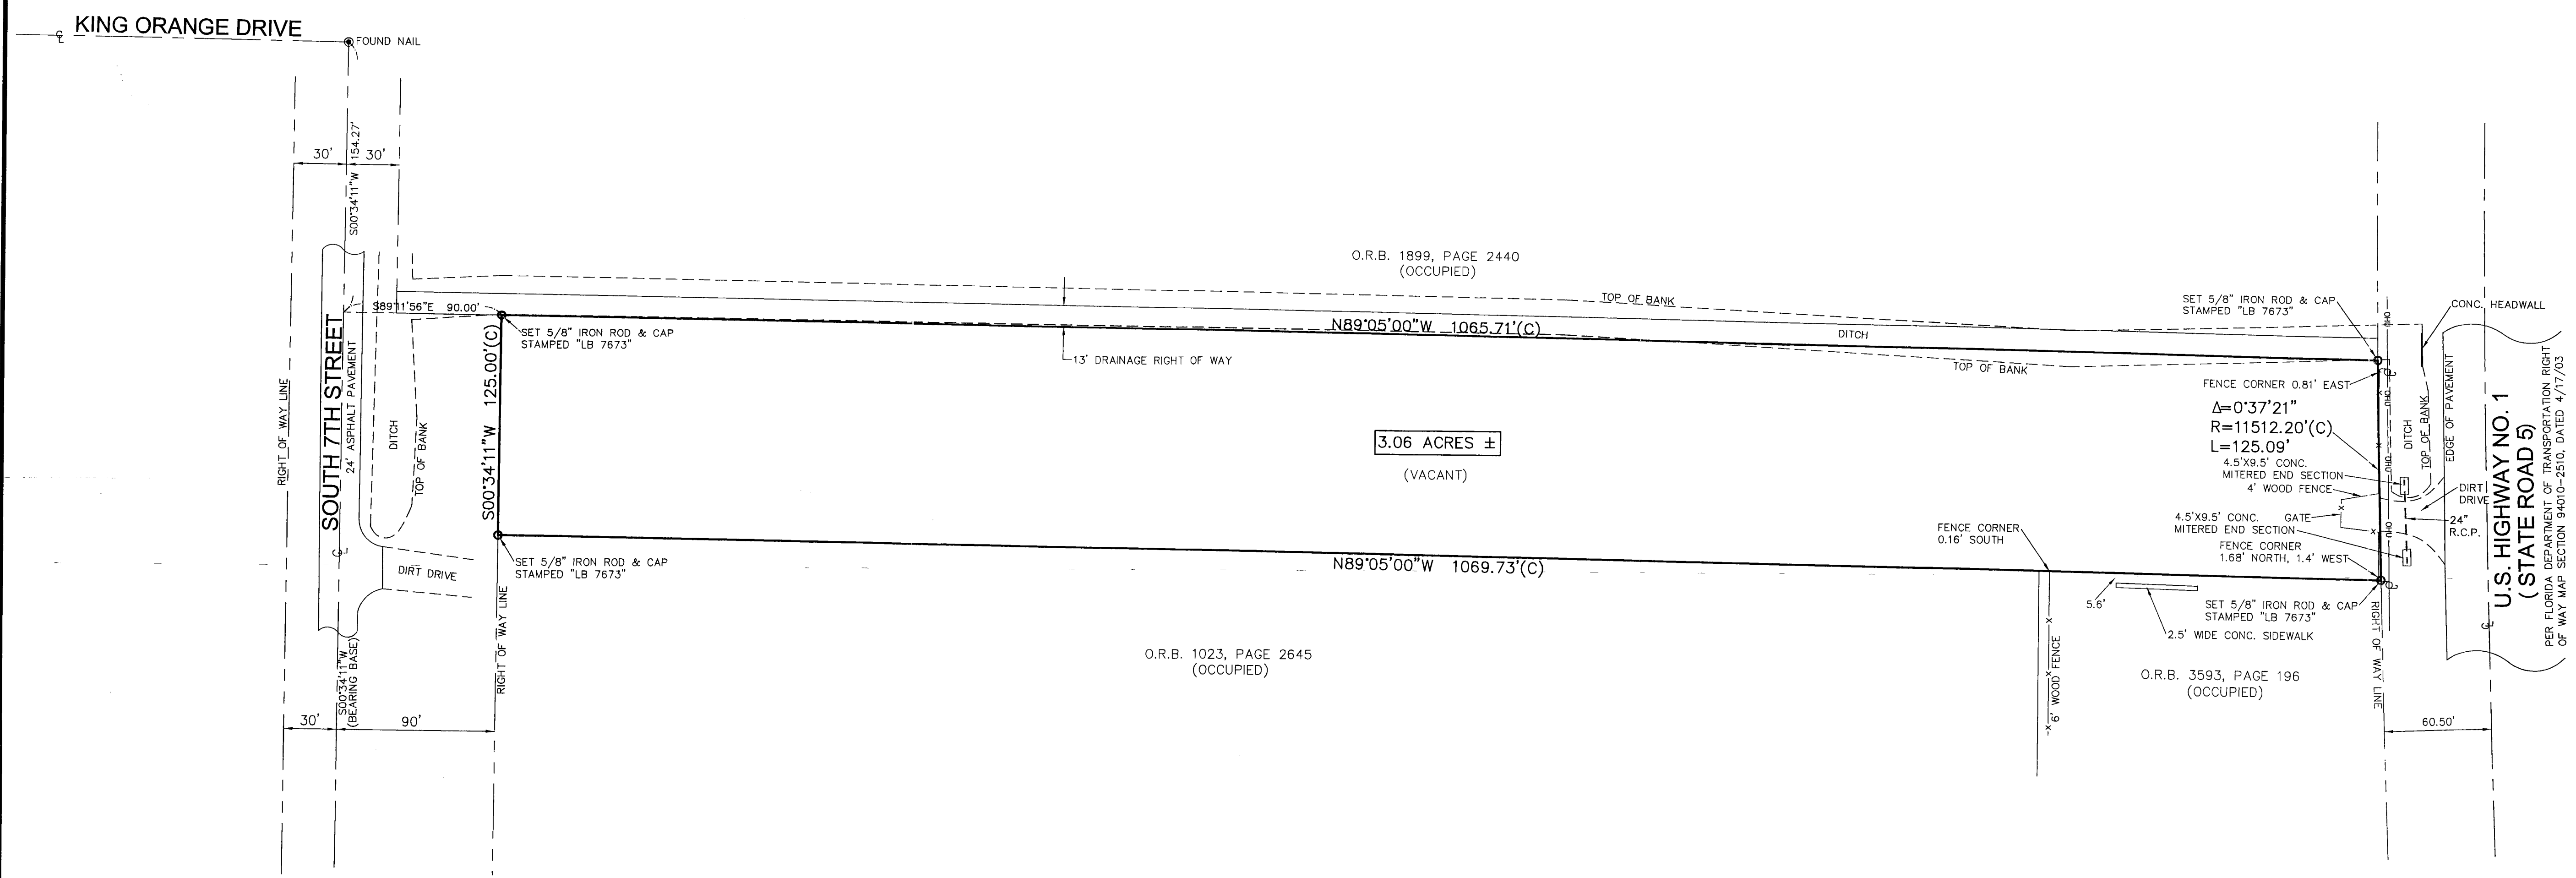 KING ORANGE DRIVE
FOUND NAIL
30'
30'
S00°34'11"W 154.27'
O.R.B. 1899, PAGE 2440
(OCCUPIED)
TOP OF BANK
SET 5/8" IRON ROD & CAP
STAMPED "LB 7673"
CONC. HEADWALL
S89°11'56"E 90.00'
N89°05'00"W 1065.71'(C)
DITCH
SET 5/8" IRON ROD & CAP
STAMPED "LB 7673"
13' DRAINAGE RIGHT OF WAY
TOP OF BANK
FENCE CORNER 0.81' EAST
RIGHT OF WAY LINE
SOUTH 7TH STREET
24' ASPHALT PAVEMENT
DITCH
TOP OF BANK
S00°34'11"W 125.00'(C)
3.06 ACRES ±
(VACANT)
Δ=0°37'21"
R=11512.20'(C)
L=125.09'
4.5'X9.5' CONC.
MITERED END SECTION
4' WOOD FENCE
4.5'X9.5' CONC.
MITERED END SECTION
GATE
FENCE CORNER
1.68' NORTH, 1.4' WEST
OHU
OHU
OHU
OHU
DITCH
TOP OF BANK
EDGE OF PAVEMENT
DIRT
DRIVE
24"
R.C.P.
U.S. HIGHWAY NO. 1
( STATE ROAD 5)
PER FLORIDA DEPARTMENT OF TRANSPORTATION RIGHT
OF WAY MAP SECTION 94010-2510, DATED 4/17/03
FENCE CORNER
0.16' SOUTH
SET 5/8" IRON ROD & CAP
STAMPED "LB 7673"
N89°05'00"W 1069.73'(C)
DIRT DRIVE
5.6'
SET 5/8" IRON ROD & CAP
STAMPED "LB 7673"
2.5' WIDE CONC. SIDEWALK
RIGHT OF WAY LINE
RIGHT OF WAY LINE
S00°34'11"W
(BEARING BASE)
O.R.B. 1023, PAGE 2645
(OCCUPIED)
6' WOOD FENCE
O.R.B. 3593, PAGE 196
(OCCUPIED)
30'
90'
60.50'